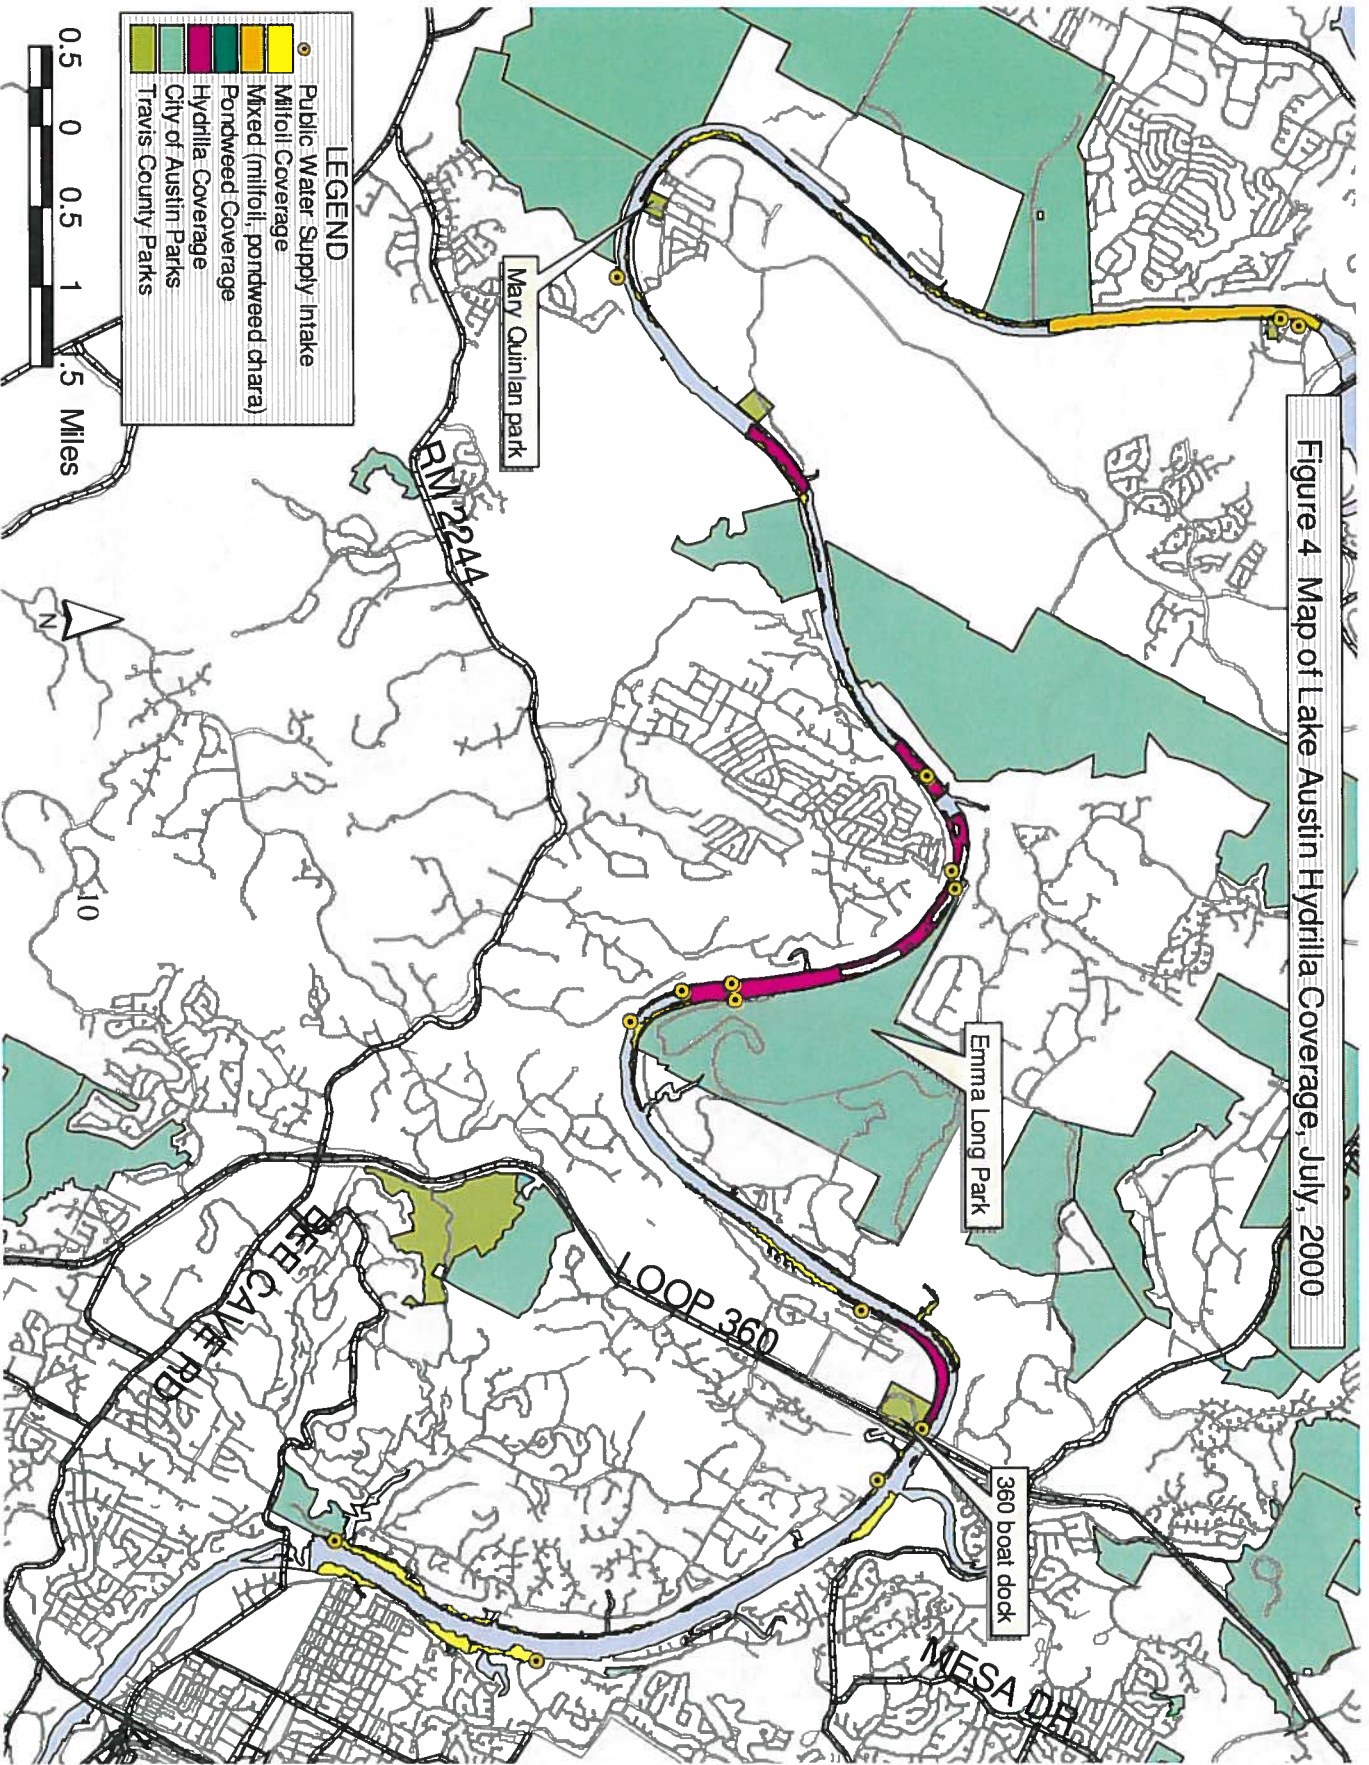 Figure 4 Map of Lake Austin Hydrilla Coverage, July, 2000
Mary Quinlan park
Emma Long Park
360 boat dock
RM 2244
LOOP 360
BEE CAVE RD
MESA DR
LEGEND
Public Water Supply Intake
Milfoil Coverage
Mixed (milfoil, pondweed chara)
Pondweed Coverage
Hydrilla Coverage
City of Austin Parks
Travis County Parks
0.5 0 0.5 1 .5 Miles
N
10